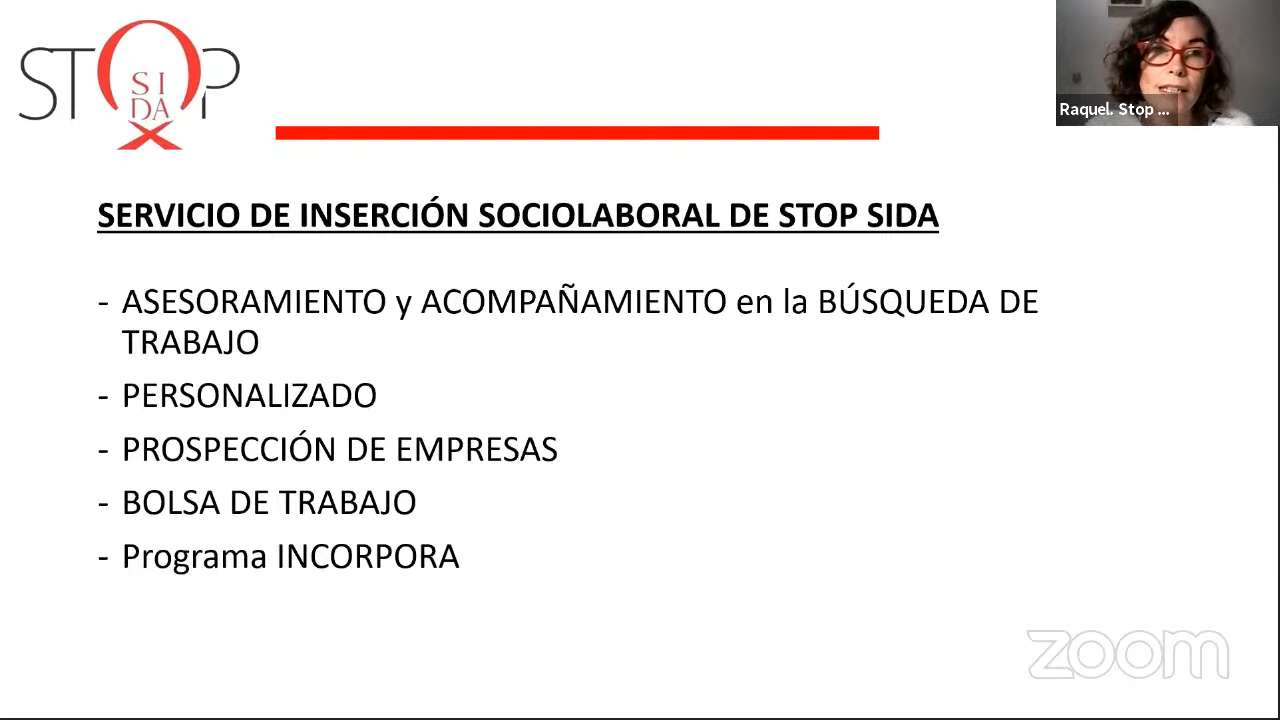 STOP
SI
DA
Raquel. Stop ...
SERVICIO DE INSERCIÓN SOCIOLABORAL DE STOP SIDA
- ASESORAMIENTO y ACOMPAÑAMIENTO en la BÚSQUEDA DE
TRABAJO
- PERSONALIZADO
- PROSPECCIÓN DE EMPRESAS
- BOLSA DE TRABAJO
- Programa INCORPORA
zoom